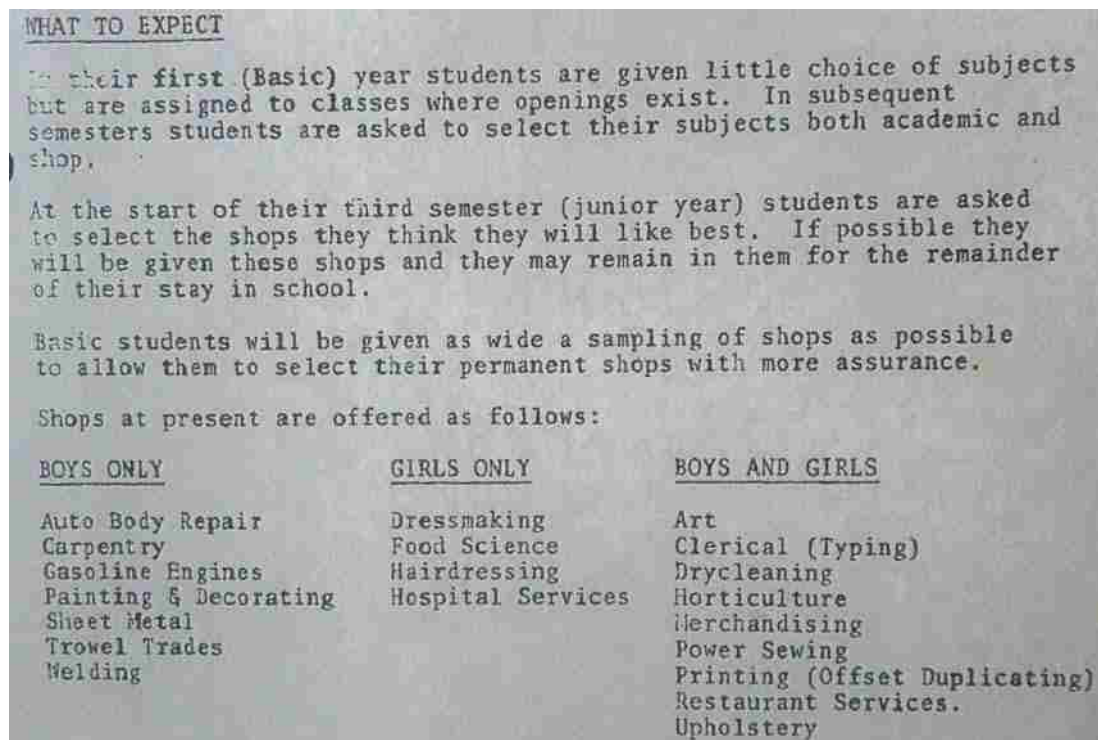 WHAT TO EXPECT
In their first (Basic) year students are given little choice of subjects
but are assigned to classes where openings exist. In subsequent
semesters students are asked to select their subjects both academic and
shop.
At the start of their third semester (junior year) students are asked
to select the shops they think they will like best. If possible they
will be given these shops and they may remain in them for the remainder
of their stay in school.
Basic students will be given as wide a sampling of shops as possible
to allow them to select their permanent shops with more assurance.
Shops at present are offered as follows:
BOYS ONLY
Auto Body Repair
Carpentry
Gasoline Engines
Painting & Decorating
Sheet Metal
Trowel Trades
Welding
GIRLS ONLY
Dressmaking
Food Science
Hairdressing
Hospital Services
BOYS AND GIRLS
Art
Clerical (Typing)
Drycleaning
Horticulture
Merchandising
Power Sewing
Printing (Offset Duplicating)
Restaurant Services.
Upholstery